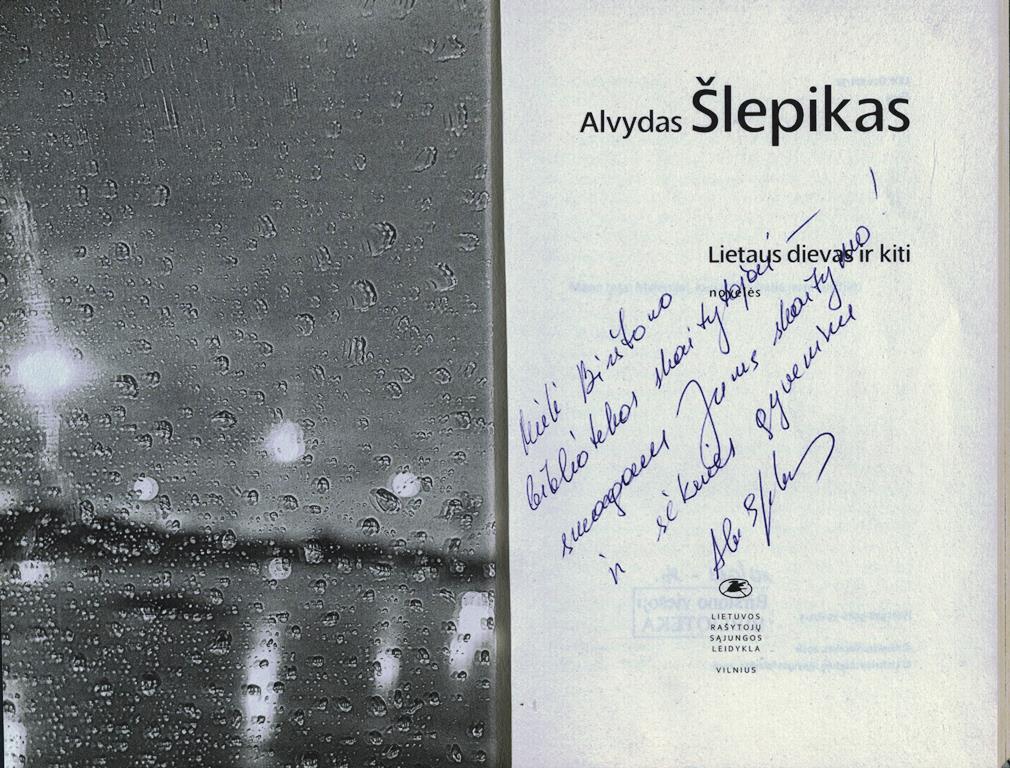 Alvydas Šlepikas
Lietaus dievas ir kiti
novelės
Mieli Birštono
bibliotekos skaitytojai –
smagaus Jums skaitymo!
ir sėkmės gyvenime
LIETUVOS
RAŠYTOJŲ
SĄJUNGOS
LEIDYKLA
VILNIUS